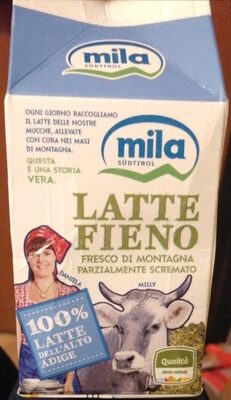 mila
SÜDTIROL
OGNI GIORNO RACCOGLIAMO
IL LATTE DELLE NOSTRE
MUCCHE, ALLEVATE
CON CURA NEI MASI
DI MONTAGNA.
QUESTA
È UNA STORIA
VERA.
mila
SÜDTIROL
LATTE
FIENO
FRESCO DI MONTAGNA
PARZIALMENTE SCREMATO
DANIELA
MILLY
100%
LATTE
DELL'ALTO
ADIGE
Qualità
ALTO ADIGE